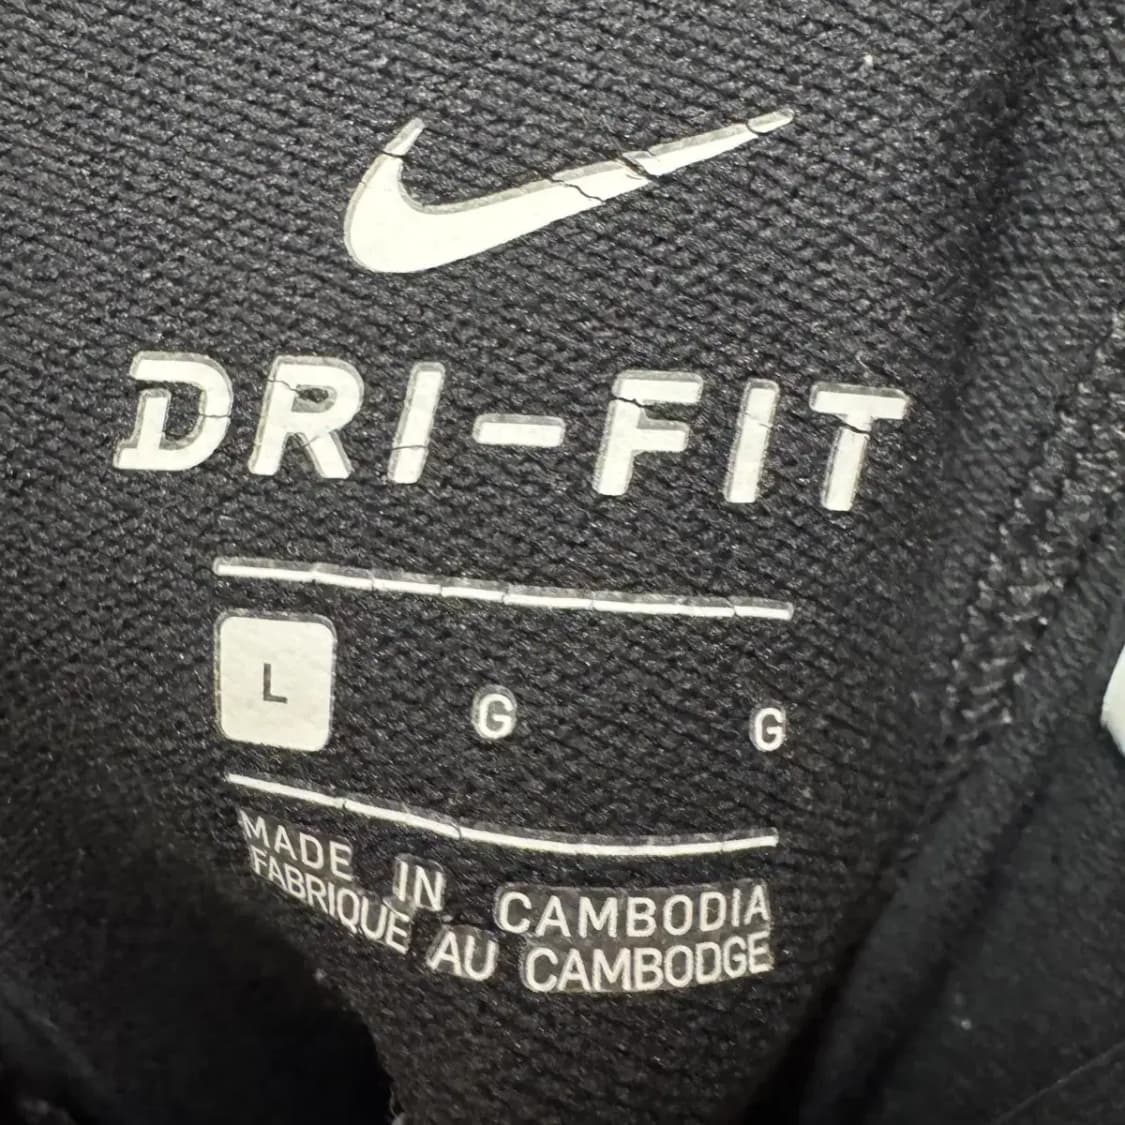 DRI-FIT
L G G
MADE IN CAMBODIA
FABRIQUE AU CAMBODGE